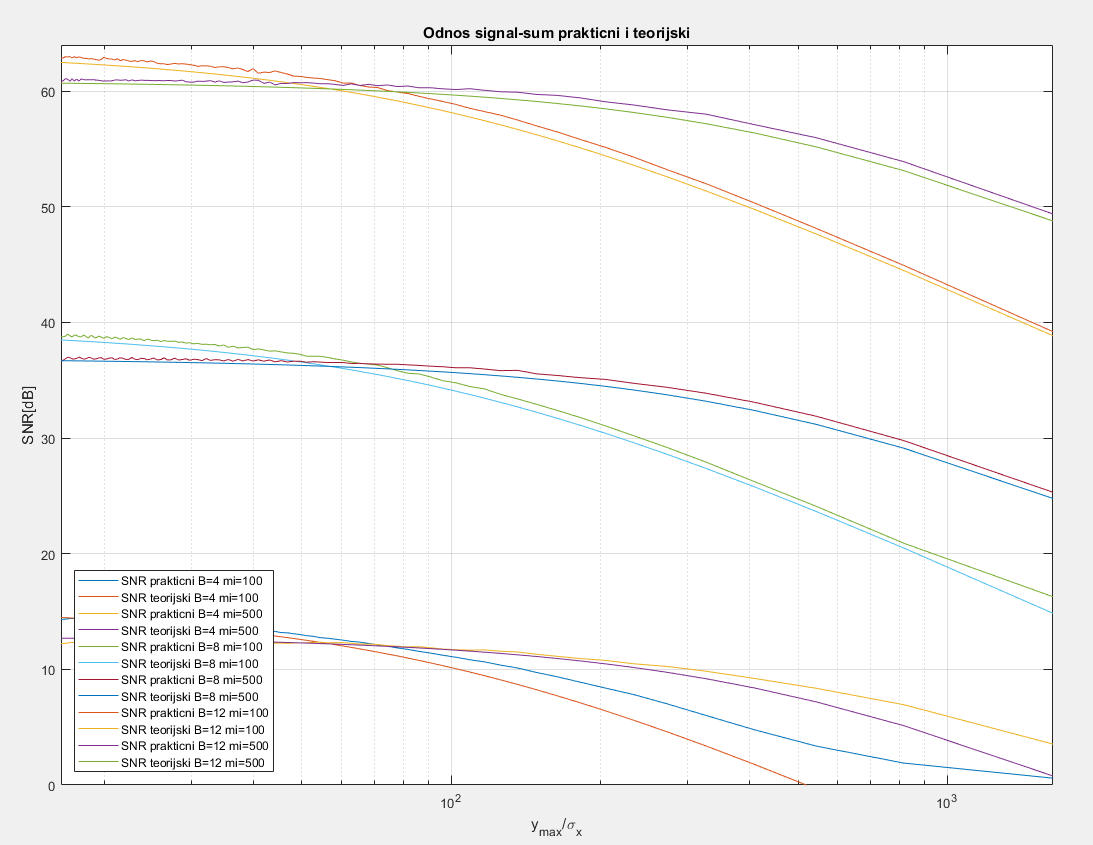 Odnos signal-sum prakticni i teorijski
SNR[dB]
60
50
40
30
20
10
0
SNR prakticni B=4 mi=100
SNR teorijski B=4 mi=100
SNR prakticni B=4 mi=500
SNR teorijski B=4 mi=500
SNR prakticni B=8 mi=100
SNR teorijski B=8 mi=100
SNR prakticni B=8 mi=500
SNR teorijski B=8 mi=500
SNR prakticni B=12 mi=100
SNR teorijski B=12 mi=100
SNR prakticni B=12 mi=500
SNR teorijski B=12 mi=500
10^2 10^3
y_max/σ_x